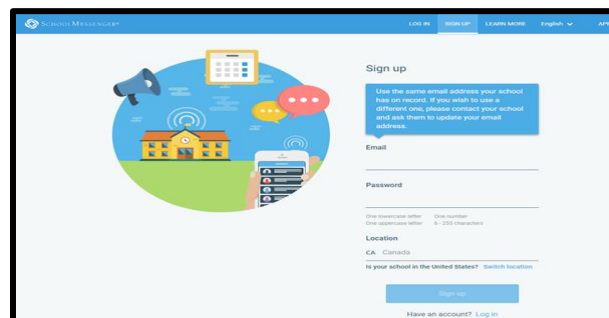 SCHOOLMESSENGER
LOG IN SIGN UP LEARN MORE English APP
Sign up
Use the same email address your school
has on record. If you wish to use a
different one, please contact your school
and ask them to update your email
address.
Email
Password
One lowercase letter One number
One uppercase letter 6 - 255 characters
Location
CA Canada
Is your school in the United States? Switch location
Sign up
Have an account? Log in